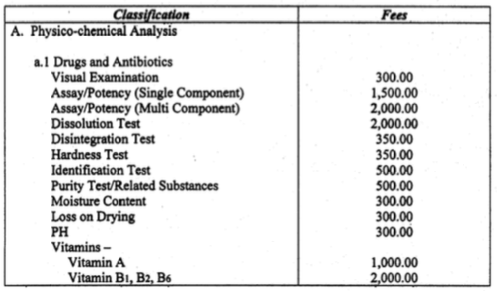 Classification Fees
A. Physico-chemical Analysis
a.1 Drugs and Antibiotics
Visual Examination 300.00
Assay/Potency (Single Component) 1,500.00
Assay/Potency (Multi Component) 2,000.00
Dissolution Test 2,000.00
Disintegration Test 350.00
Hardness Test 350.00
Identification Test 500.00
Purity Test/Related Substances 500.00
Moisture Content 300.00
Loss on Drying 300.00
PH 300.00
Vitamins –
Vitamin A 1,000.00
Vitamin B1, B2, B6 2,000.00